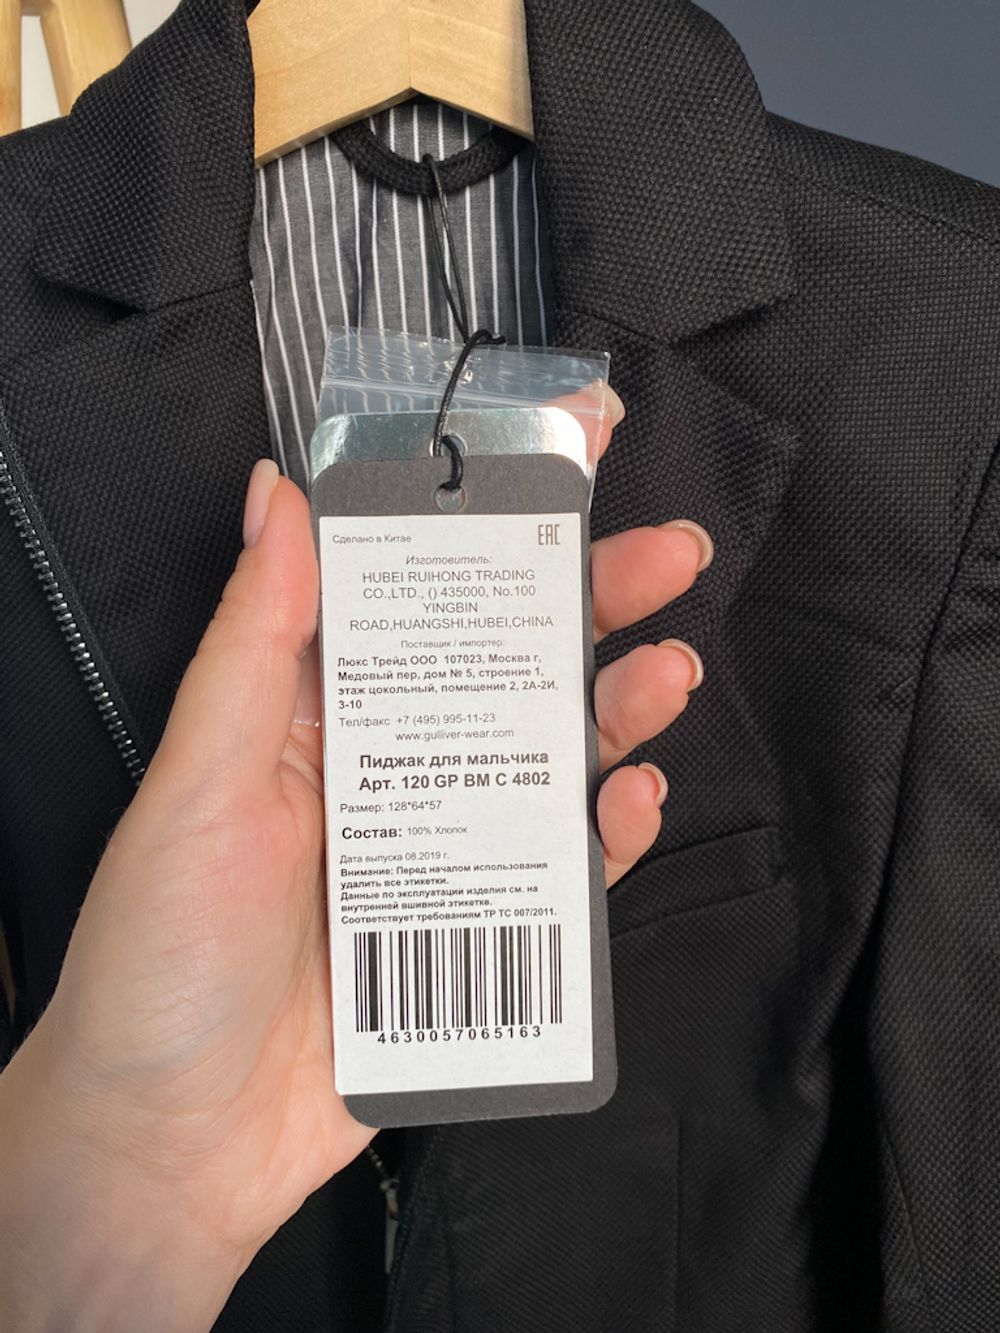 Сделано в Китае
EAC
Изготовитель:
HUBEI RUIHONG TRADING
CO.,LTD., () 435000, No.100
YINGBIN
ROAD,HUANGSHI,HUBEI,CHINA
Поставщик / импортер:
Люкс Трейд ООО 107023, Москва г,
Медовый пер, дом № 5, строение 1,
этаж цокольный, помещение 2, 2А-2И,
3-10
Тел/факс +7 (495) 995-11-23
www.gulliver-wear.com
Пиджак для мальчика
Арт. 120 GP BM C 4802
Размер: 128*64*57
Состав: 100% Хлопок
Дата выпуска 08.2019 г.
Внимание: Перед началом использования
удалить все этикетки.
Данные по эксплуатации изделия см. на
внутренней вшивной этикетке.
Соответствует требованиям ТР ТС 007/2011.
4630057065163